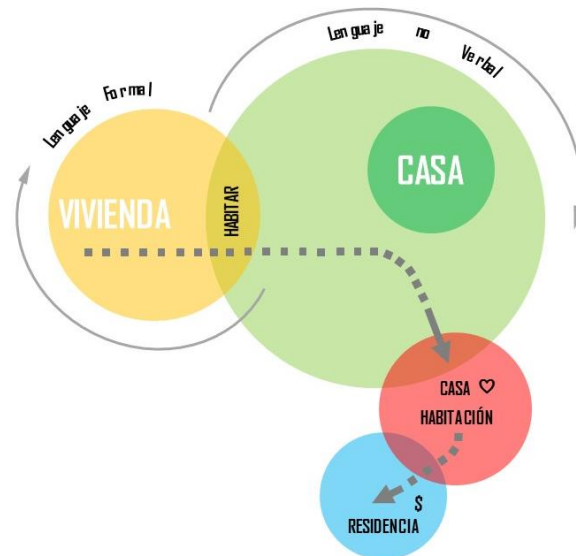 Lenguaje no Verbal
Lenguaje Formal
CASA
VIVIENDA
HABITAR
CASA ♡
HABITACIÓN
$
RESIDENCIA